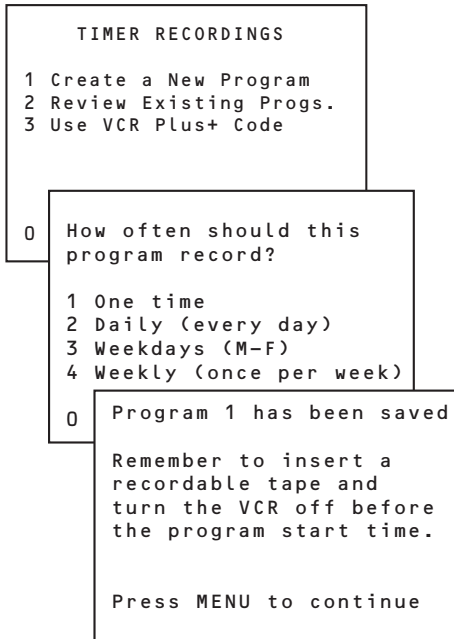 TIMER RECORDINGS
1 Create a New Program
2 Review Existing Progs.
3 Use VCR Plus+ Code
0
How often should this
program record?
1 One time
2 Daily (every day)
3 Weekdays (M–F)
4 Weekly (once per week)
0
Program 1 has been saved
Remember to insert a
recordable tape and
turn the VCR off before
the program start time.
Press MENU to continue